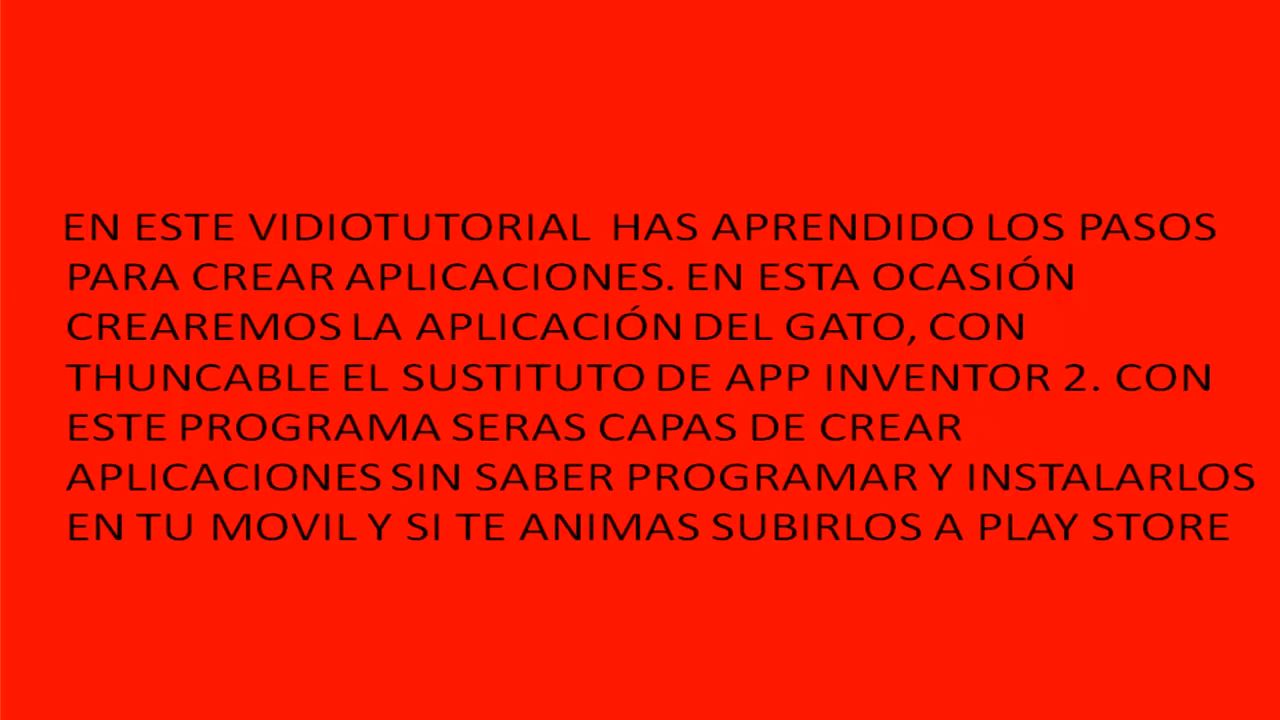 EN ESTE VIDIOTUTORIAL HAS APRENDIDO LOS PASOS
PARA CREAR APLICACIONES. EN ESTA OCASIÓN
CREAREMOS LA APLICACIÓN DEL GATO, CON
THUNCABLE EL SUSTITUTO DE APP INVENTOR 2. CON
ESTE PROGRAMA SERAS CAPAS DE CREAR
APLICACIONES SIN SABER PROGRAMAR Y INSTALARLOS
EN TU MOVIL Y SI TE ANIMAS SUBIRLOS A PLAY STORE